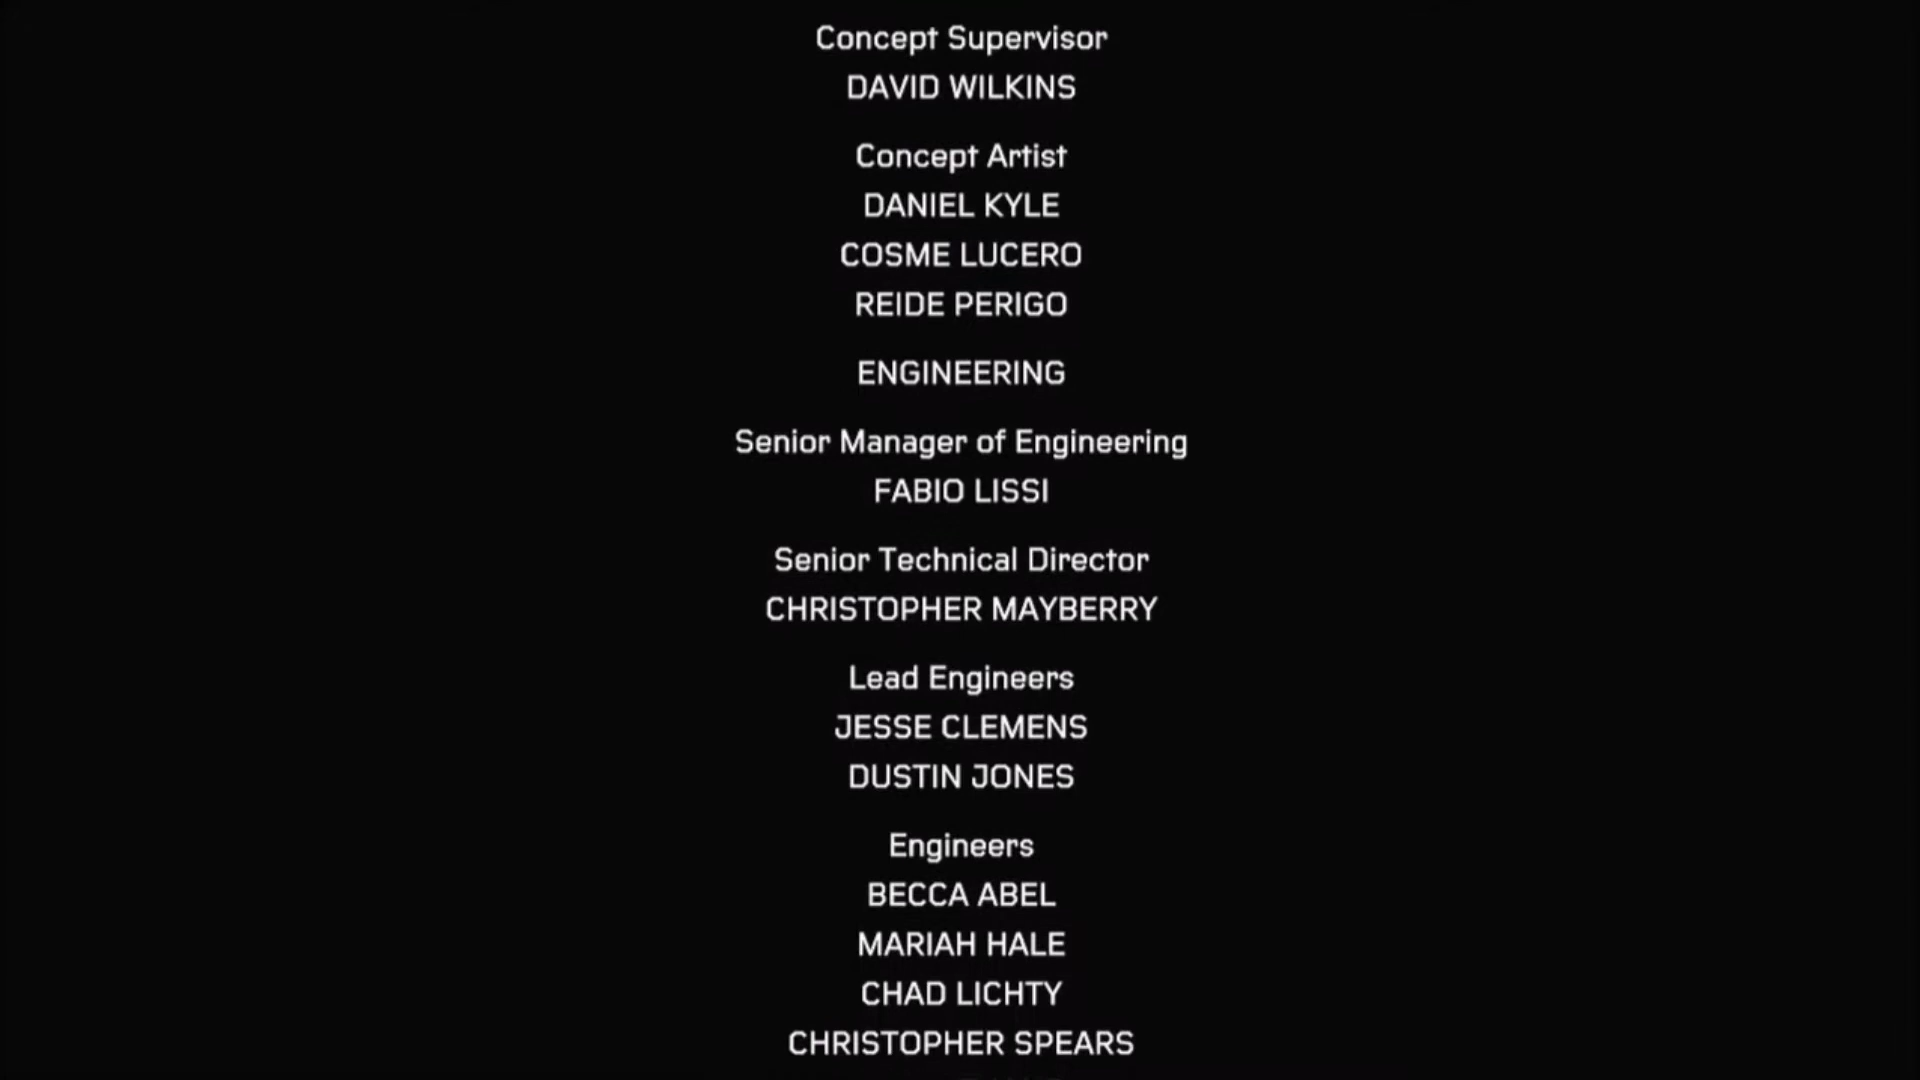 Concept Supervisor
DAVID WILKINS
Concept Artist
DANIEL KYLE
COSME LUCERO
REIDE PERIGO
ENGINEERING
Senior Manager of Engineering
FABIO LISSI
Senior Technical Director
CHRISTOPHER MAYBERRY
Lead Engineers
JESSE CLEMENS
DUSTIN JONES
Engineers
BECCA ABEL
MARIAH HALE
CHAD LICHTY
CHRISTOPHER SPEARS